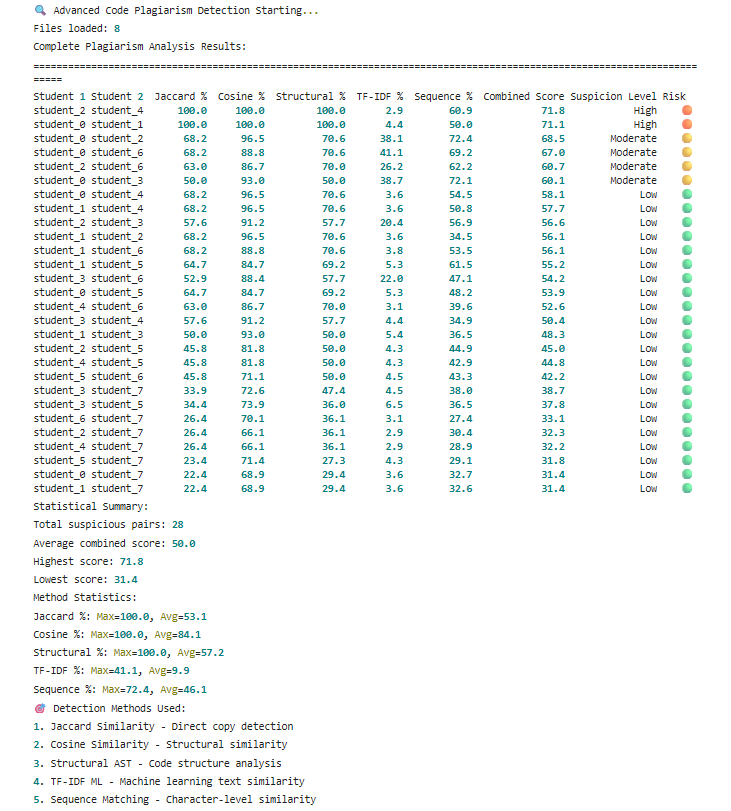 🔍 Advanced Code Plagiarism Detection Starting...
Files loaded: 8
Complete Plagiarism Analysis Results:
====================================================================================================
=====
Student 1 Student 2 Jaccard % Cosine % Structural % TF-IDF % Sequence % Combined Score Suspicion Level Risk
student_2 student_4 100.0 100.0 100.0 2.9 60.9 71.8 High 🔴
student_0 student_1 100.0 100.0 100.0 4.4 50.0 71.1 High 🔴
student_0 student_2 68.2 96.5 70.6 38.1 72.4 68.5 Moderate 🟡
student_0 student_6 68.2 88.8 70.6 41.1 69.2 67.0 Moderate 🟡
student_2 student_6 63.0 86.7 70.0 26.2 62.2 60.7 Moderate 🟡
student_0 student_3 50.0 93.0 50.0 38.7 72.1 60.1 Moderate 🟡
student_0 student_4 68.2 96.5 70.6 3.6 54.5 58.1 Low 🟢
student_1 student_4 68.2 96.5 70.6 3.6 50.8 57.7 Low 🟢
student_2 student_3 57.6 91.2 57.7 20.4 56.9 56.6 Low 🟢
student_1 student_2 68.2 96.5 70.6 3.6 34.5 56.1 Low 🟢
student_1 student_6 68.2 88.8 70.6 3.8 53.5 56.1 Low 🟢
student_1 student_5 64.7 84.7 69.2 5.3 61.5 55.2 Low 🟢
student_3 student_6 52.9 88.4 57.7 22.0 47.1 54.2 Low 🟢
student_0 student_5 64.7 84.7 69.2 5.3 48.2 53.9 Low 🟢
student_4 student_6 63.0 86.7 70.0 3.1 39.6 52.6 Low 🟢
student_3 student_4 57.6 91.2 57.7 4.4 34.9 50.4 Low 🟢
student_1 student_3 50.0 93.0 50.0 5.4 36.5 48.3 Low 🟢
student_2 student_5 45.8 81.8 50.0 4.3 44.9 45.0 Low 🟢
student_4 student_5 45.8 81.8 50.0 4.3 42.9 44.8 Low 🟢
student_5 student_6 45.8 71.1 50.0 4.5 43.3 42.2 Low 🟢
student_3 student_7 33.9 72.6 47.4 4.5 38.0 38.7 Low 🟢
student_3 student_5 34.4 73.9 36.0 6.5 36.5 37.8 Low 🟢
student_6 student_7 26.4 70.1 36.1 3.1 27.4 33.1 Low 🟢
student_2 student_7 26.4 66.1 36.1 2.9 30.4 32.3 Low 🟢
student_4 student_7 26.4 66.1 36.1 2.9 28.9 32.2 Low 🟢
student_5 student_7 23.4 71.4 27.3 4.3 29.1 31.8 Low 🟢
student_0 student_7 22.4 68.9 29.4 3.6 32.7 31.4 Low 🟢
student_1 student_7 22.4 68.9 29.4 3.6 32.6 31.4 Low 🟢
Statistical Summary:
Total suspicious pairs: 28
Average combined score: 50.0
Highest score: 71.8
Lowest score: 31.4
Method Statistics:
Jaccard %: Max=100.0, Avg=53.1
Cosine %: Max=100.0, Avg=84.1
Structural %: Max=100.0, Avg=57.2
TF-IDF %: Max=41.1, Avg=9.9
Sequence %: Max=72.4, Avg=46.1
🎯 Detection Methods Used:
1. Jaccard Similarity - Direct copy detection
2. Cosine Similarity - Structural similarity
3. Structural AST - Code structure analysis
4. TF-IDF ML - Machine learning text similarity
5. Sequence Matching - Character-level similarity